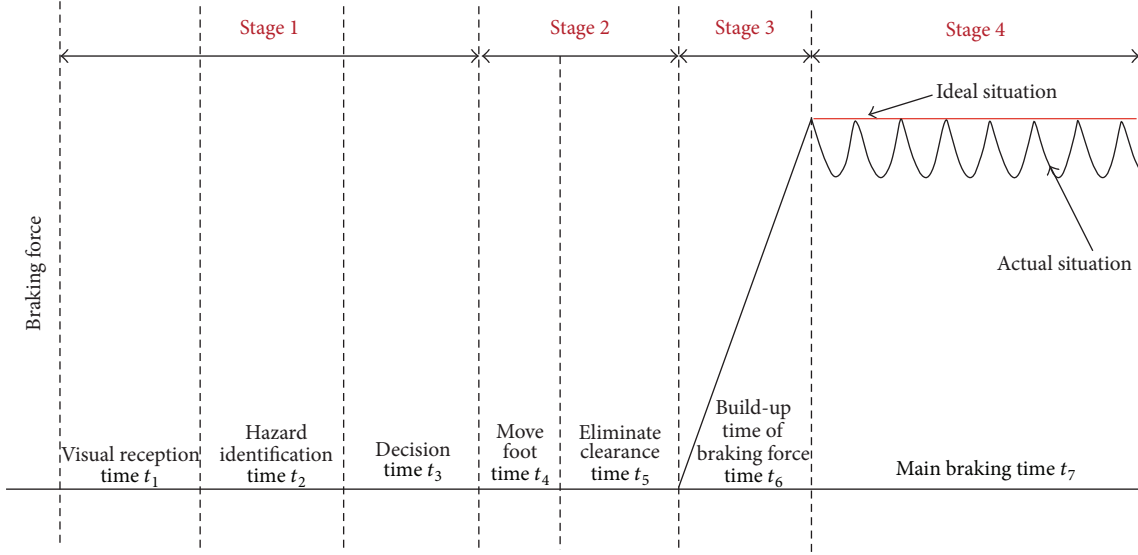 Stage 1
Stage 2
Stage 3
Stage 4
Ideal situation
Actual situation
Braking force
Visual reception
time t₁
Hazard
identification
time t₂
Decision
time t₃
Move
foot
time t₄
Eliminate
clearance
time t₅
Build-up
time of
braking force
time t₆
Main braking time t₇